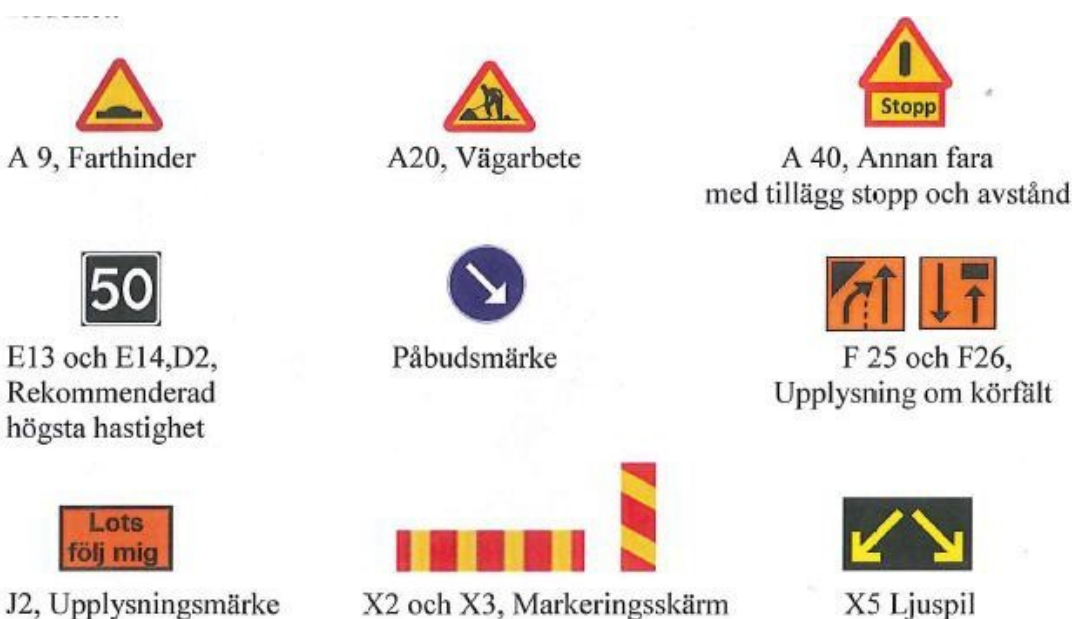 Stopp
A 9, Farthinder
A20, Vägarbete
A 40, Annan fara
med tillägg stopp och avstånd
50
E13 och E14,D2,
Rekommenderad
högsta hastighet
Påbudsmärke
F 25 och F26,
Upplysning om körfält
Lots
följ mig
J2, Upplysningsmärke
X2 och X3, Markeringsskärm
X5 Ljuspil